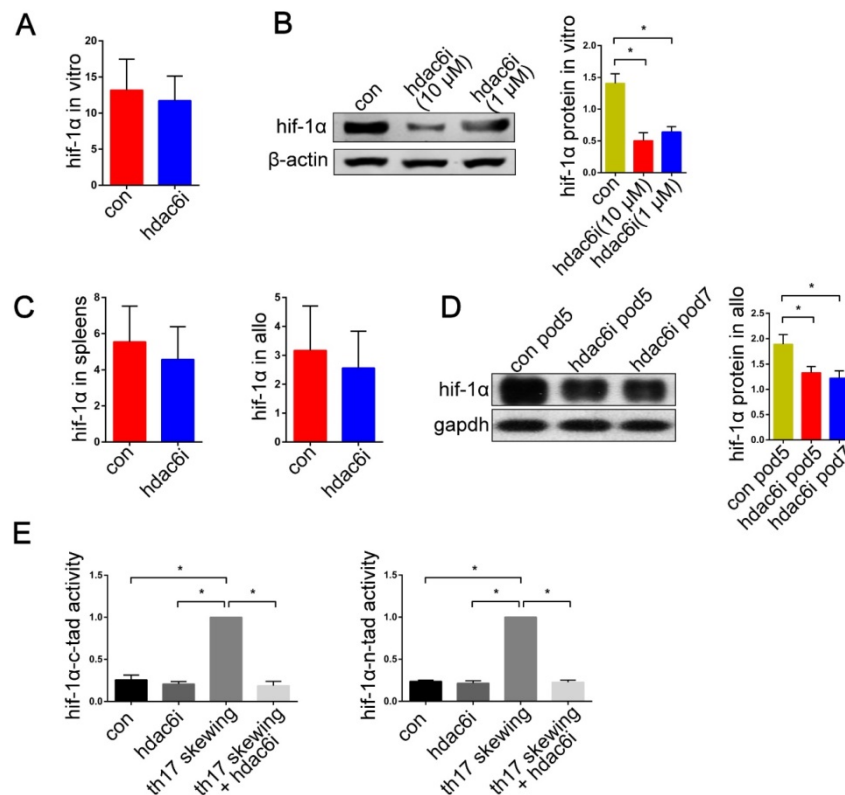 A
hif-1α in vitro
20
15
10
5
0
con
hdac6i
B
con
hdac6i
(10 µM)
hdac6i
(1 µM)
hif-1α
β-actin
hif-1α protein in vitro
2.0
1.5
1.0
0.5
0.0
*
*
con
hdac6i(10 µM)
hdac6i(1 µM)
C
hif-1α in spleens
8
6
4
2
0
con
hdac6i
hif-1α in allo
5
4
3
2
1
0
con
hdac6i
D
con pod5
hdac6i pod5
hdac6i pod7
hif-1α
gapdh
hif-1α protein in allo
2.5
2.0
1.5
1.0
0.5
0.0
*
*
con pod5
hdac6i pod5
hdac6i pod7
E
hif-1α-c-tad activity
1.5
1.0
0.5
0.0
*
*
*
con
hdac6i
th17 skewing
th17 skewing
+ hdac6i
hif-1α-n-tad activity
1.5
1.0
0.5
0.0
*
*
*
con
hdac6i
th17 skewing
th17 skewing
+ hdac6i